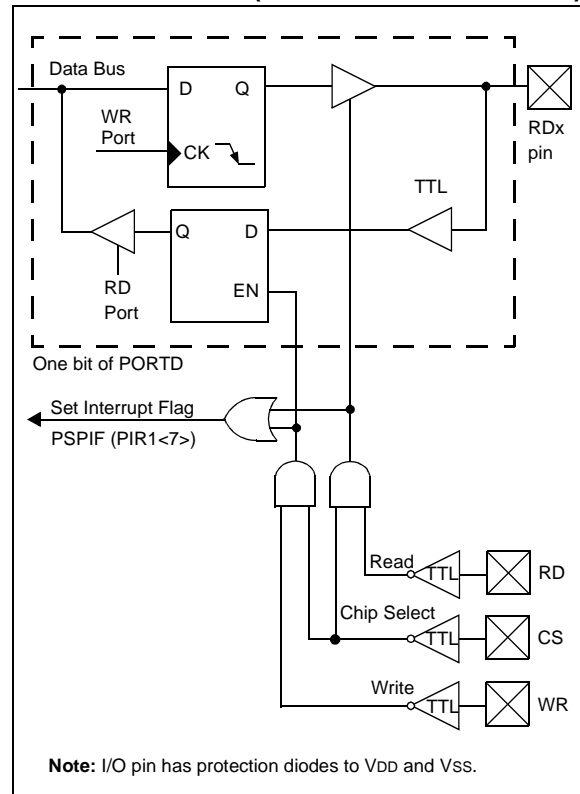 Data Bus
D Q
WR
Port
CK
RDx
pin
TTL
Q D
EN
RD
Port
One bit of PORTD
Set Interrupt Flag
PSPIF (PIR1<7>)
Read
TTL RD
Chip Select
TTL CS
Write
TTL WR
Note: I/O pin has protection diodes to VDD and VSS.